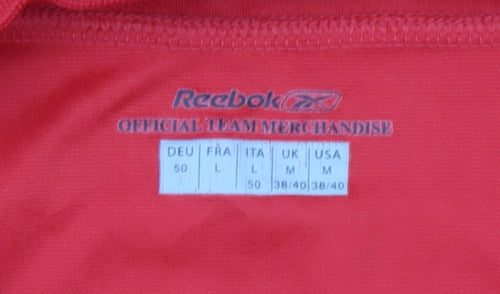 Reebok
OFFICIAL TEAM MERCHANDISE
DEU FRA ITA UK USA
50 L L M M
50 38/40 38/40